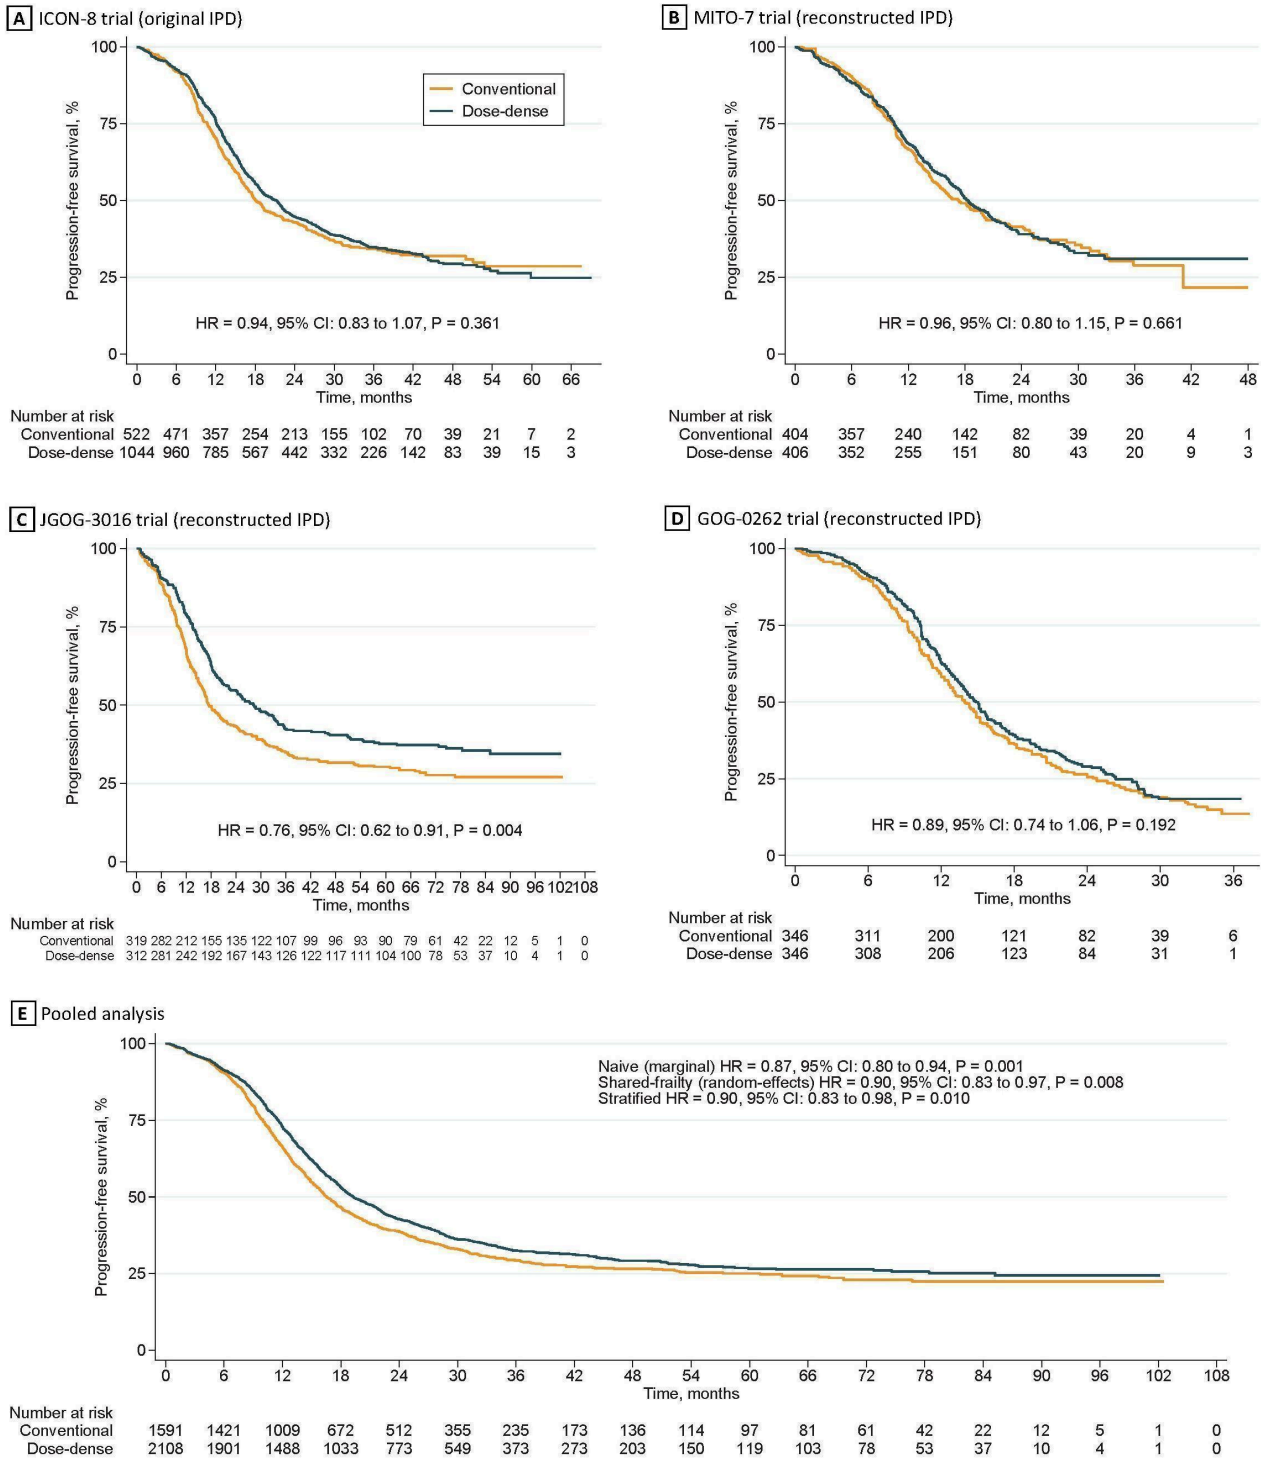 A ICON-8 trial (original IPD)
100
75
50
25
0
Progression-free survival, %
Conventional
Dose-dense
HR = 0.94, 95% CI: 0.83 to 1.07, P = 0.361
0 6 12 18 24 30 36 42 48 54 60 66
Time, months
Number at risk
Conventional 522 471 357 254 213 155 102 70 39 21 7 2
Dose-dense 1044 960 785 567 442 332 226 142 83 39 15 3
B MITO-7 trial (reconstructed IPD)
100
75
50
25
0
Progression-free survival, %
HR = 0.96, 95% CI: 0.80 to 1.15, P = 0.661
0 6 12 18 24 30 36 42 48
Time, months
Number at risk
Conventional 404 357 240 142 82 39 20 4 1
Dose-dense 406 352 255 151 80 43 20 9 3
C JGOG-3016 trial (reconstructed IPD)
100
75
50
25
0
Progression-free survival, %
HR = 0.76, 95% CI: 0.62 to 0.91, P = 0.004
0 6 12 18 24 30 36 42 48 54 60 66 72 78 84 90 96 102 108
Time, months
Number at risk
Conventional 319 282 212 155 135 122 107 99 96 93 90 79 61 42 22 12 5 1 0
Dose-dense 312 281 242 192 167 143 126 122 117 111 104 100 78 53 37 10 4 1 0
D GOG-0262 trial (reconstructed IPD)
100
75
50
25
0
Progression-free survival, %
HR = 0.89, 95% CI: 0.74 to 1.06, P = 0.192
0 6 12 18 24 30 36
Time, months
Number at risk
Conventional 346 311 200 121 82 39 6
Dose-dense 346 308 206 123 84 31 1
E Pooled analysis
100
75
50
25
0
Progression-free survival, %
Naive (marginal) HR = 0.87, 95% CI: 0.80 to 0.94, P = 0.001
Shared-frailty (random-effects) HR = 0.90, 95% CI: 0.83 to 0.97, P = 0.008
Stratified HR = 0.90, 95% CI: 0.83 to 0.98, P = 0.010
0 6 12 18 24 30 36 42 48 54 60 66 72 78 84 90 96 102 108
Time, months
Number at risk
Conventional 1591 1421 1009 672 512 355 235 173 136 114 97 81 61 42 22 12 5 1 0
Dose-dense 2108 1901 1488 1033 773 549 373 273 203 150 119 103 78 53 37 10 4 1 0